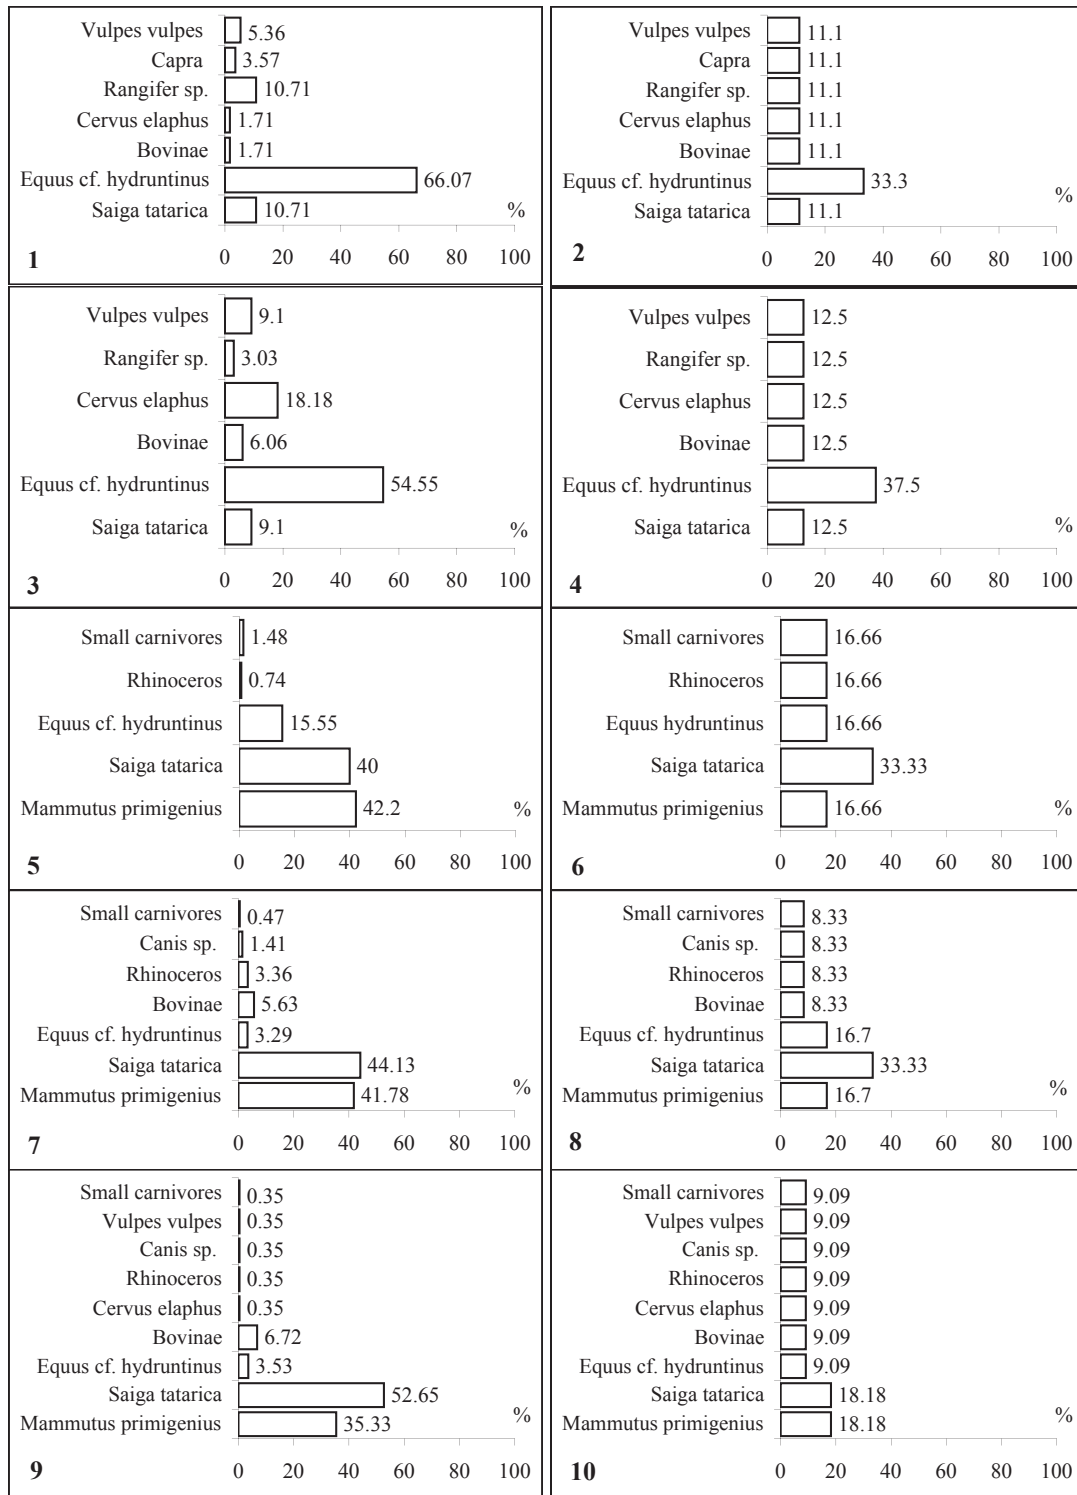 Vulpes vulpes 5.36
Capra 3.57
Rangifer sp. 10.71
Cervus elaphus 1.71
Bovinae 1.71
Equus cf. hydruntinus 66.07
Saiga tatarica 10.71 %
0 20 40 60 80 100
1
Vulpes vulpes 11.1
Capra 11.1
Rangifer sp. 11.1
Cervus elaphus 11.1
Bovinae 11.1
Equus cf. hydruntinus 33.3
Saiga tatarica 11.1 %
0 20 40 60 80 100
2
Vulpes vulpes 9.1
Rangifer sp. 3.03
Cervus elaphus 18.18
Bovinae 6.06
Equus cf. hydruntinus 54.55
Saiga tatarica 9.1 %
0 20 40 60 80 100
3
Vulpes vulpes 12.5
Rangifer sp. 12.5
Cervus elaphus 12.5
Bovinae 12.5
Equus cf. hydruntinus 37.5
Saiga tatarica 12.5 %
0 20 40 60 80 100
4
Small carnivores 1.48
Rhinoceros 0.74
Equus cf. hydruntinus 15.55
Saiga tatarica 40
Mammutus primigenius 42.2 %
0 20 40 60 80 100
5
Small carnivores 16.66
Rhinoceros 16.66
Equus hydruntinus 16.66
Saiga tatarica 33.33
Mammutus primigenius 16.66 %
0 20 40 60 80 100
6
Small carnivores 0.47
Canis sp. 1.41
Rhinoceros 3.36
Bovinae 5.63
Equus cf. hydruntinus 3.29
Saiga tatarica 44.13
Mammutus primigenius 41.78 %
0 20 40 60 80 100
7
Small carnivores 8.33
Canis sp. 8.33
Rhinoceros 8.33
Bovinae 8.33
Equus cf. hydruntinus 16.7
Saiga tatarica 33.33
Mammutus primigenius 16.7 %
0 20 40 60 80 100
8
Small carnivores 0.35
Vulpes vulpes 0.35
Canis sp. 0.35
Rhinoceros 0.35
Cervus elaphus 0.35
Bovinae 6.72
Equus cf. hydruntinus 3.53
Saiga tatarica 52.65
Mammutus primigenius 35.33 %
0 20 40 60 80 100
9
Small carnivores 9.09
Vulpes vulpes 9.09
Canis sp. 9.09
Rhinoceros 9.09
Cervus elaphus 9.09
Bovinae 9.09
Equus cf. hydruntinus 9.09
Saiga tatarica 18.18
Mammutus primigenius 18.18 %
0 20 40 60 80 100
10